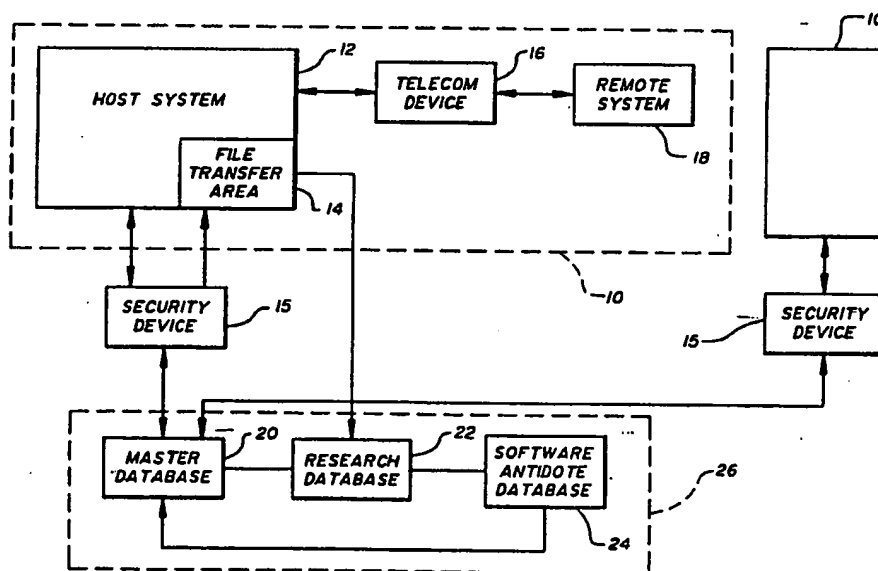 10
12
HOST SYSTEM
TELECOM
DEVICE
16
REMOTE
SYSTEM
18
FILE
TRANSFER
AREA
14
10
SECURITY
DEVICE
15
SECURITY
DEVICE
15
MASTER
DATABASE
20
RESEARCH
DATABASE
22
SOFTWARE
ANTIDOTE
DATABASE
24
26